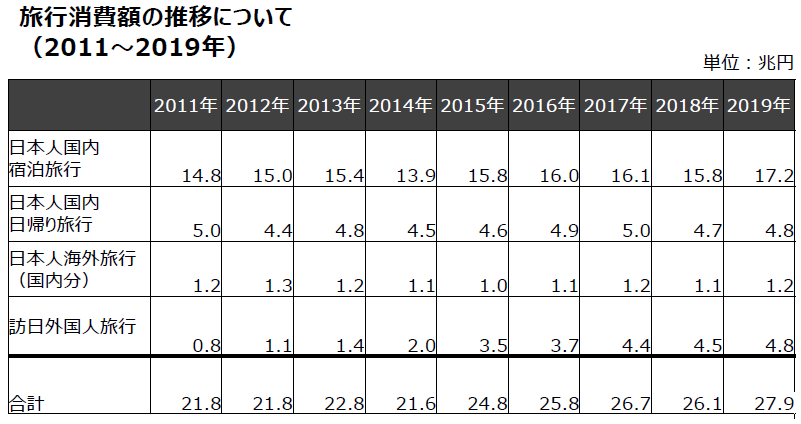 旅行消費額の推移について
（2011～2019年）
単位：兆円
2011年 2012年 2013年 2014年 2015年 2016年 2017年 2018年 2019年
日本人国内
宿泊旅行 14.8 15.0 15.4 13.9 15.8 16.0 16.1 15.8 17.2
日本人国内
日帰り旅行 5.0 4.4 4.8 4.5 4.6 4.9 5.0 4.7 4.8
日本人海外旅行
（国内分） 1.2 1.3 1.2 1.1 1.0 1.1 1.2 1.1 1.2
訪日外国人旅行 0.8 1.1 1.4 2.0 3.5 3.7 4.4 4.5 4.8
合計 21.8 21.8 22.8 21.6 24.8 25.8 26.7 26.1 27.9